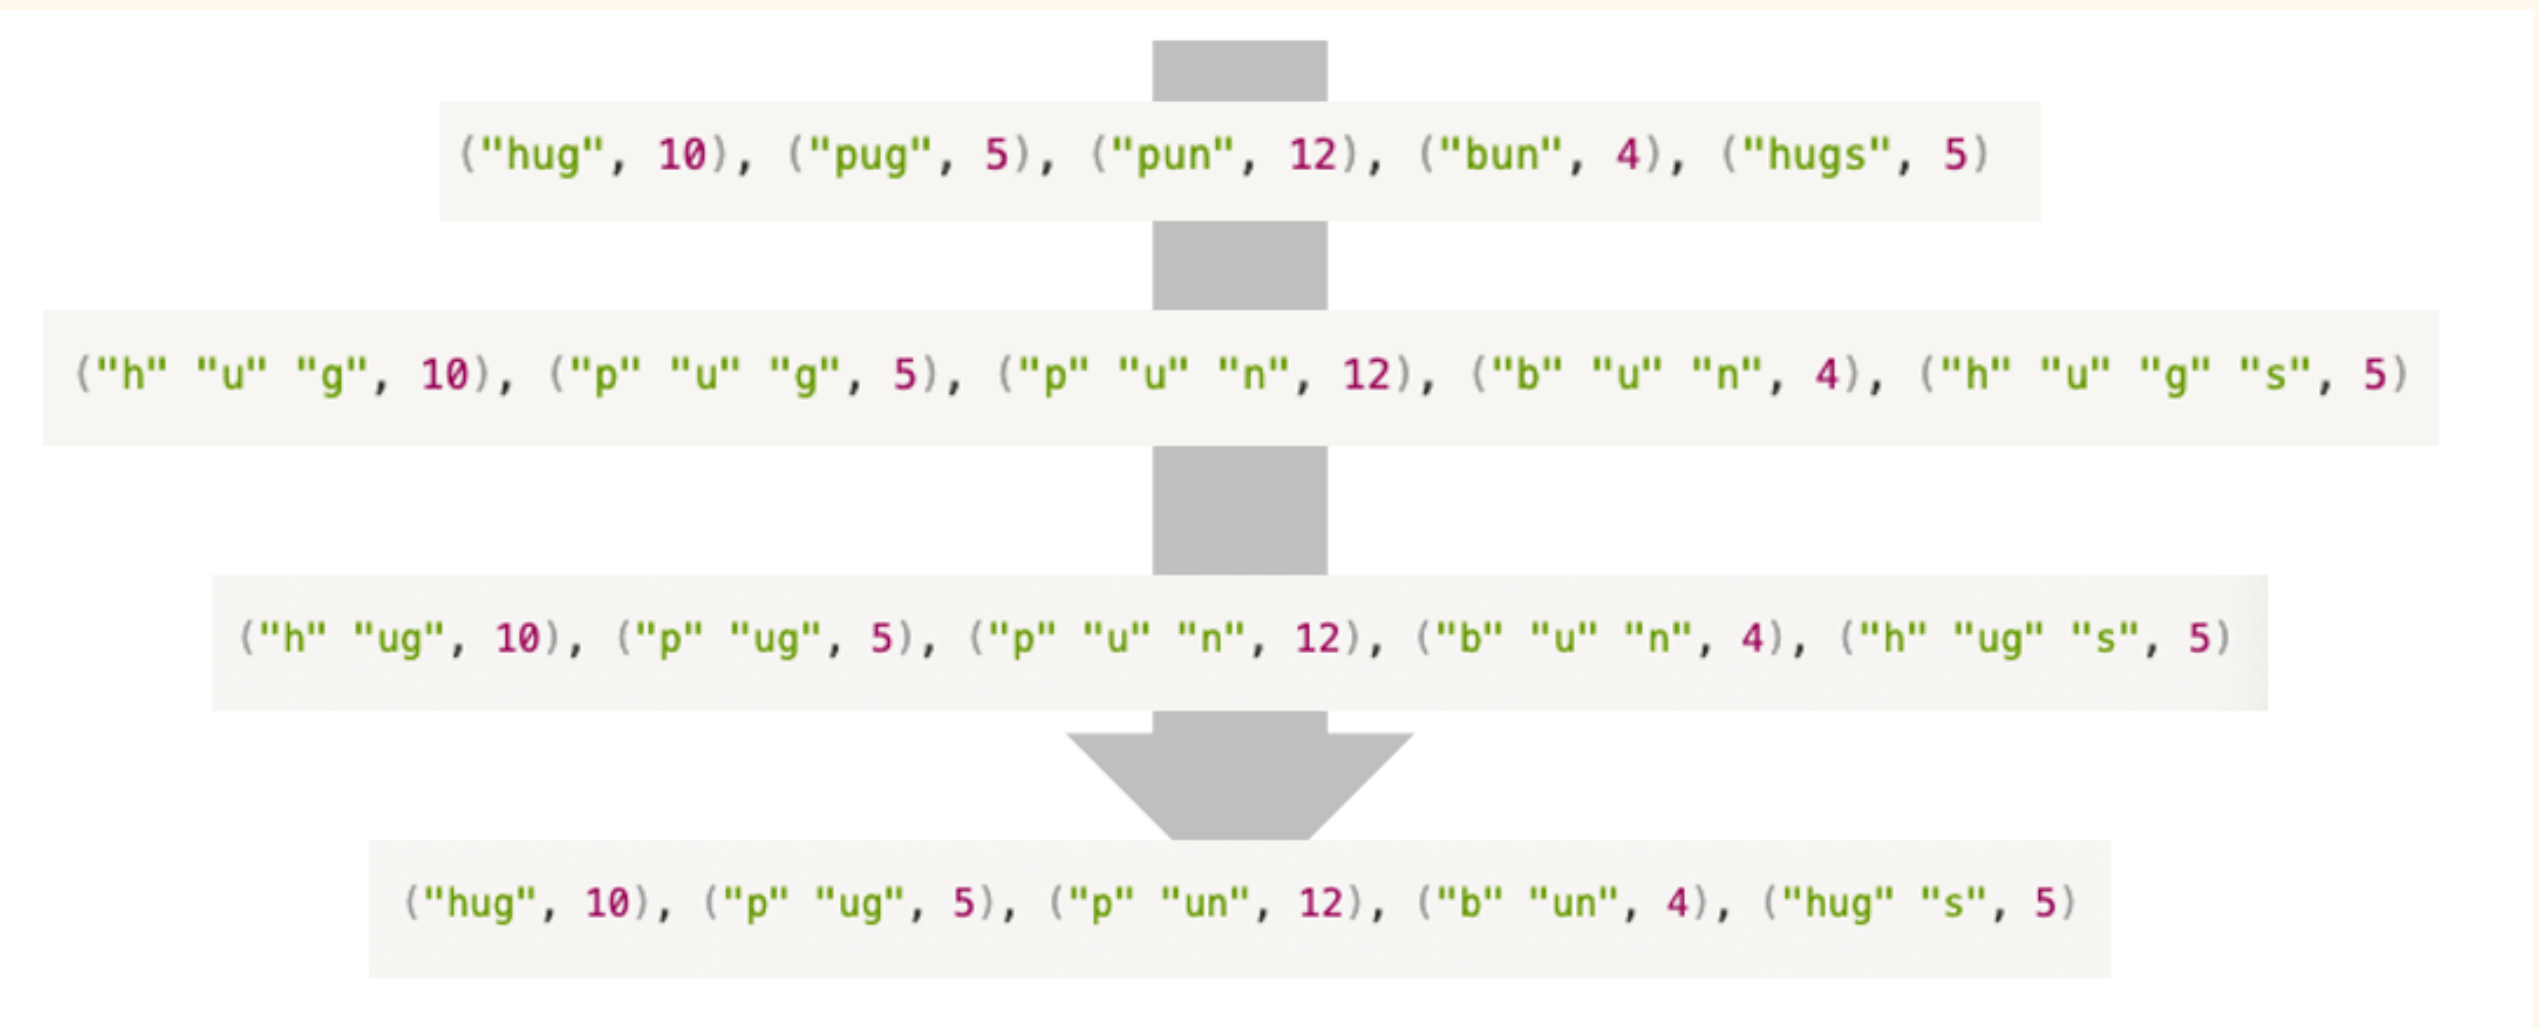 ("hug", 10), ("pug", 5), ("pun", 12), ("bun", 4), ("hugs", 5)
("h" "u" "g", 10), ("p" "u" "g", 5), ("p" "u" "n", 12), ("b" "u" "n", 4), ("h" "u" "g" "s", 5)
("h" "ug", 10), ("p" "ug", 5), ("p" "u" "n", 12), ("b" "u" "n", 4), ("h" "ug" "s", 5)
("hug", 10), ("p" "ug", 5), ("p" "un", 12), ("b" "un", 4), ("hug" "s", 5)